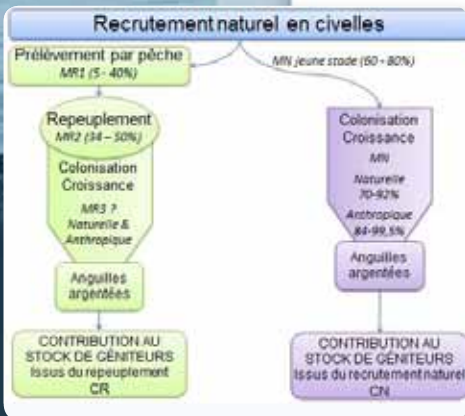 Recrutement naturel en civelles
Prélèvement par pêche
MR1 (5 - 40%)
MN jeune stade (60 - 80%)
Repeuplement
MR2 (34 – 50%)
Colonisation
Croissance
MR3 ?
Naturelle &
Anthropique
Anguilles
argentées
CONTRIBUTION AU
STOCK DE GÉNITEURS
Issus du repeuplement
CR
Colonisation
Croissance
MN
Naturelle
70-92%
Anthropique
84-99,5%
Anguilles
argentées
CONTRIBUTION AU
STOCK DE GÉNITEURS
Issus du recrutement naturel
CN